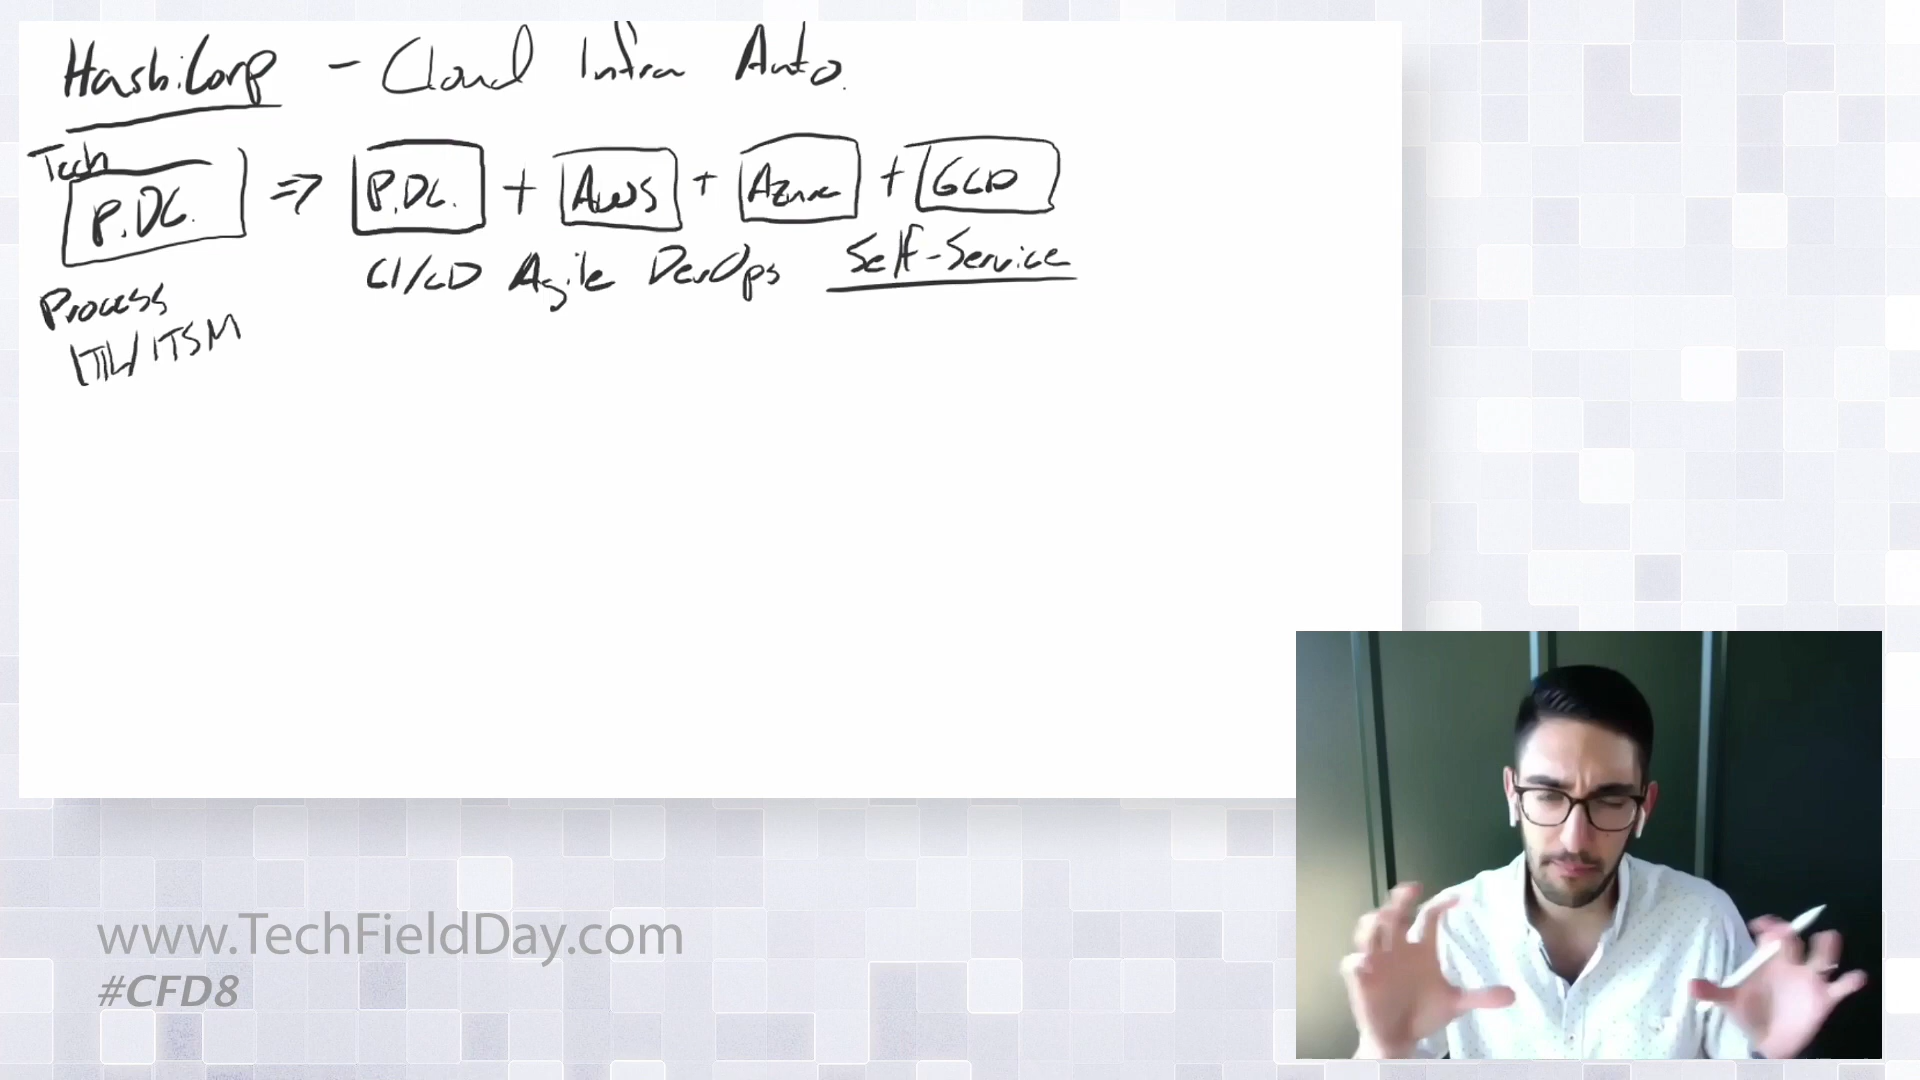 HashiCorp - Cloud Infra Auto.
Tech
P.DC. => P.DC. + AWS + Azure + GCP
CI/CD Agile DevOps Self-Service
Process
ITIL/ITSM
www.TechFieldDay.com
#CFD8